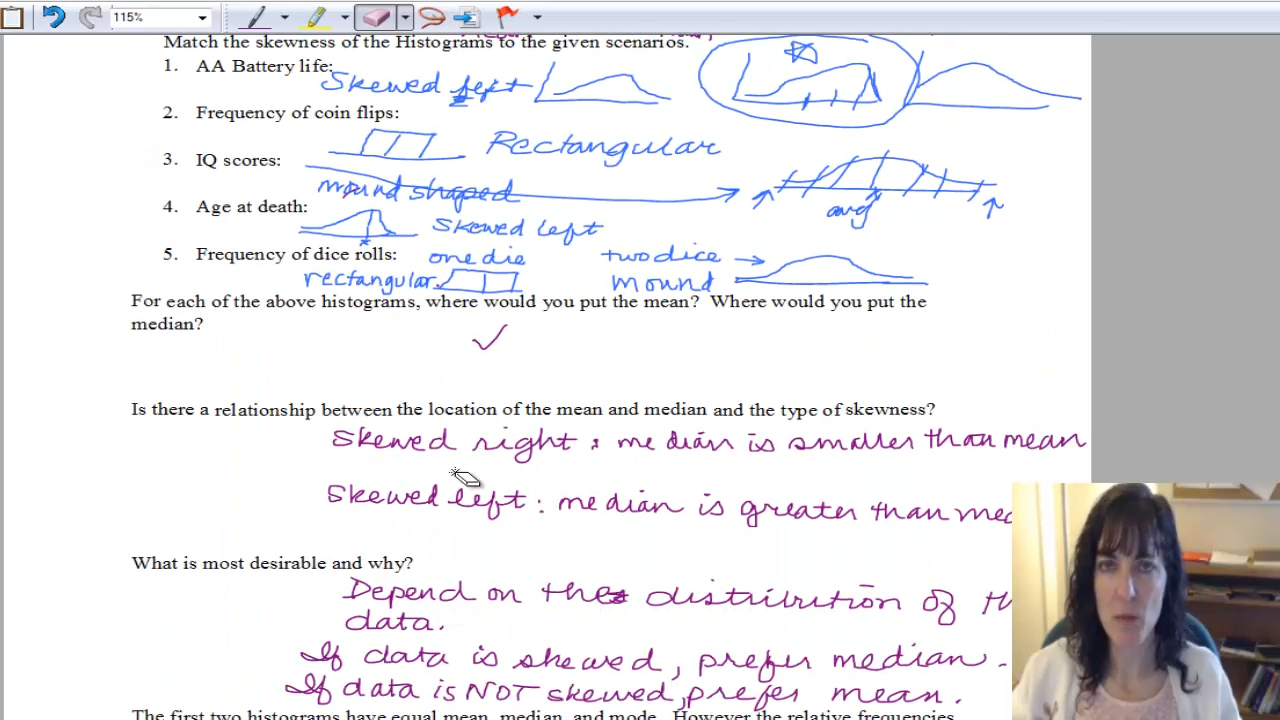 115%
Match the skewness of the Histograms to the given scenarios.
1. AA Battery life:
Skewed left
2. Frequency of coin flips:
Rectangular
3. IQ scores:
mound shaped
avg
4. Age at death:
Skewed left
5. Frequency of dice rolls: one die two dice
rectangular mound
For each of the above histograms, where would you put the mean? Where would you put the
median?
Is there a relationship between the location of the mean and median and the type of skewness?
Skewed right : median is smaller than mean
Skewed left : median is greater than
What is most desirable and why?
Depend on the distribution of
data.
If data is skewed, prefer median.
If data is NOT skewed, prefer mean.
The first two histograms have equal mean, median, and mode. However the relative frequencies